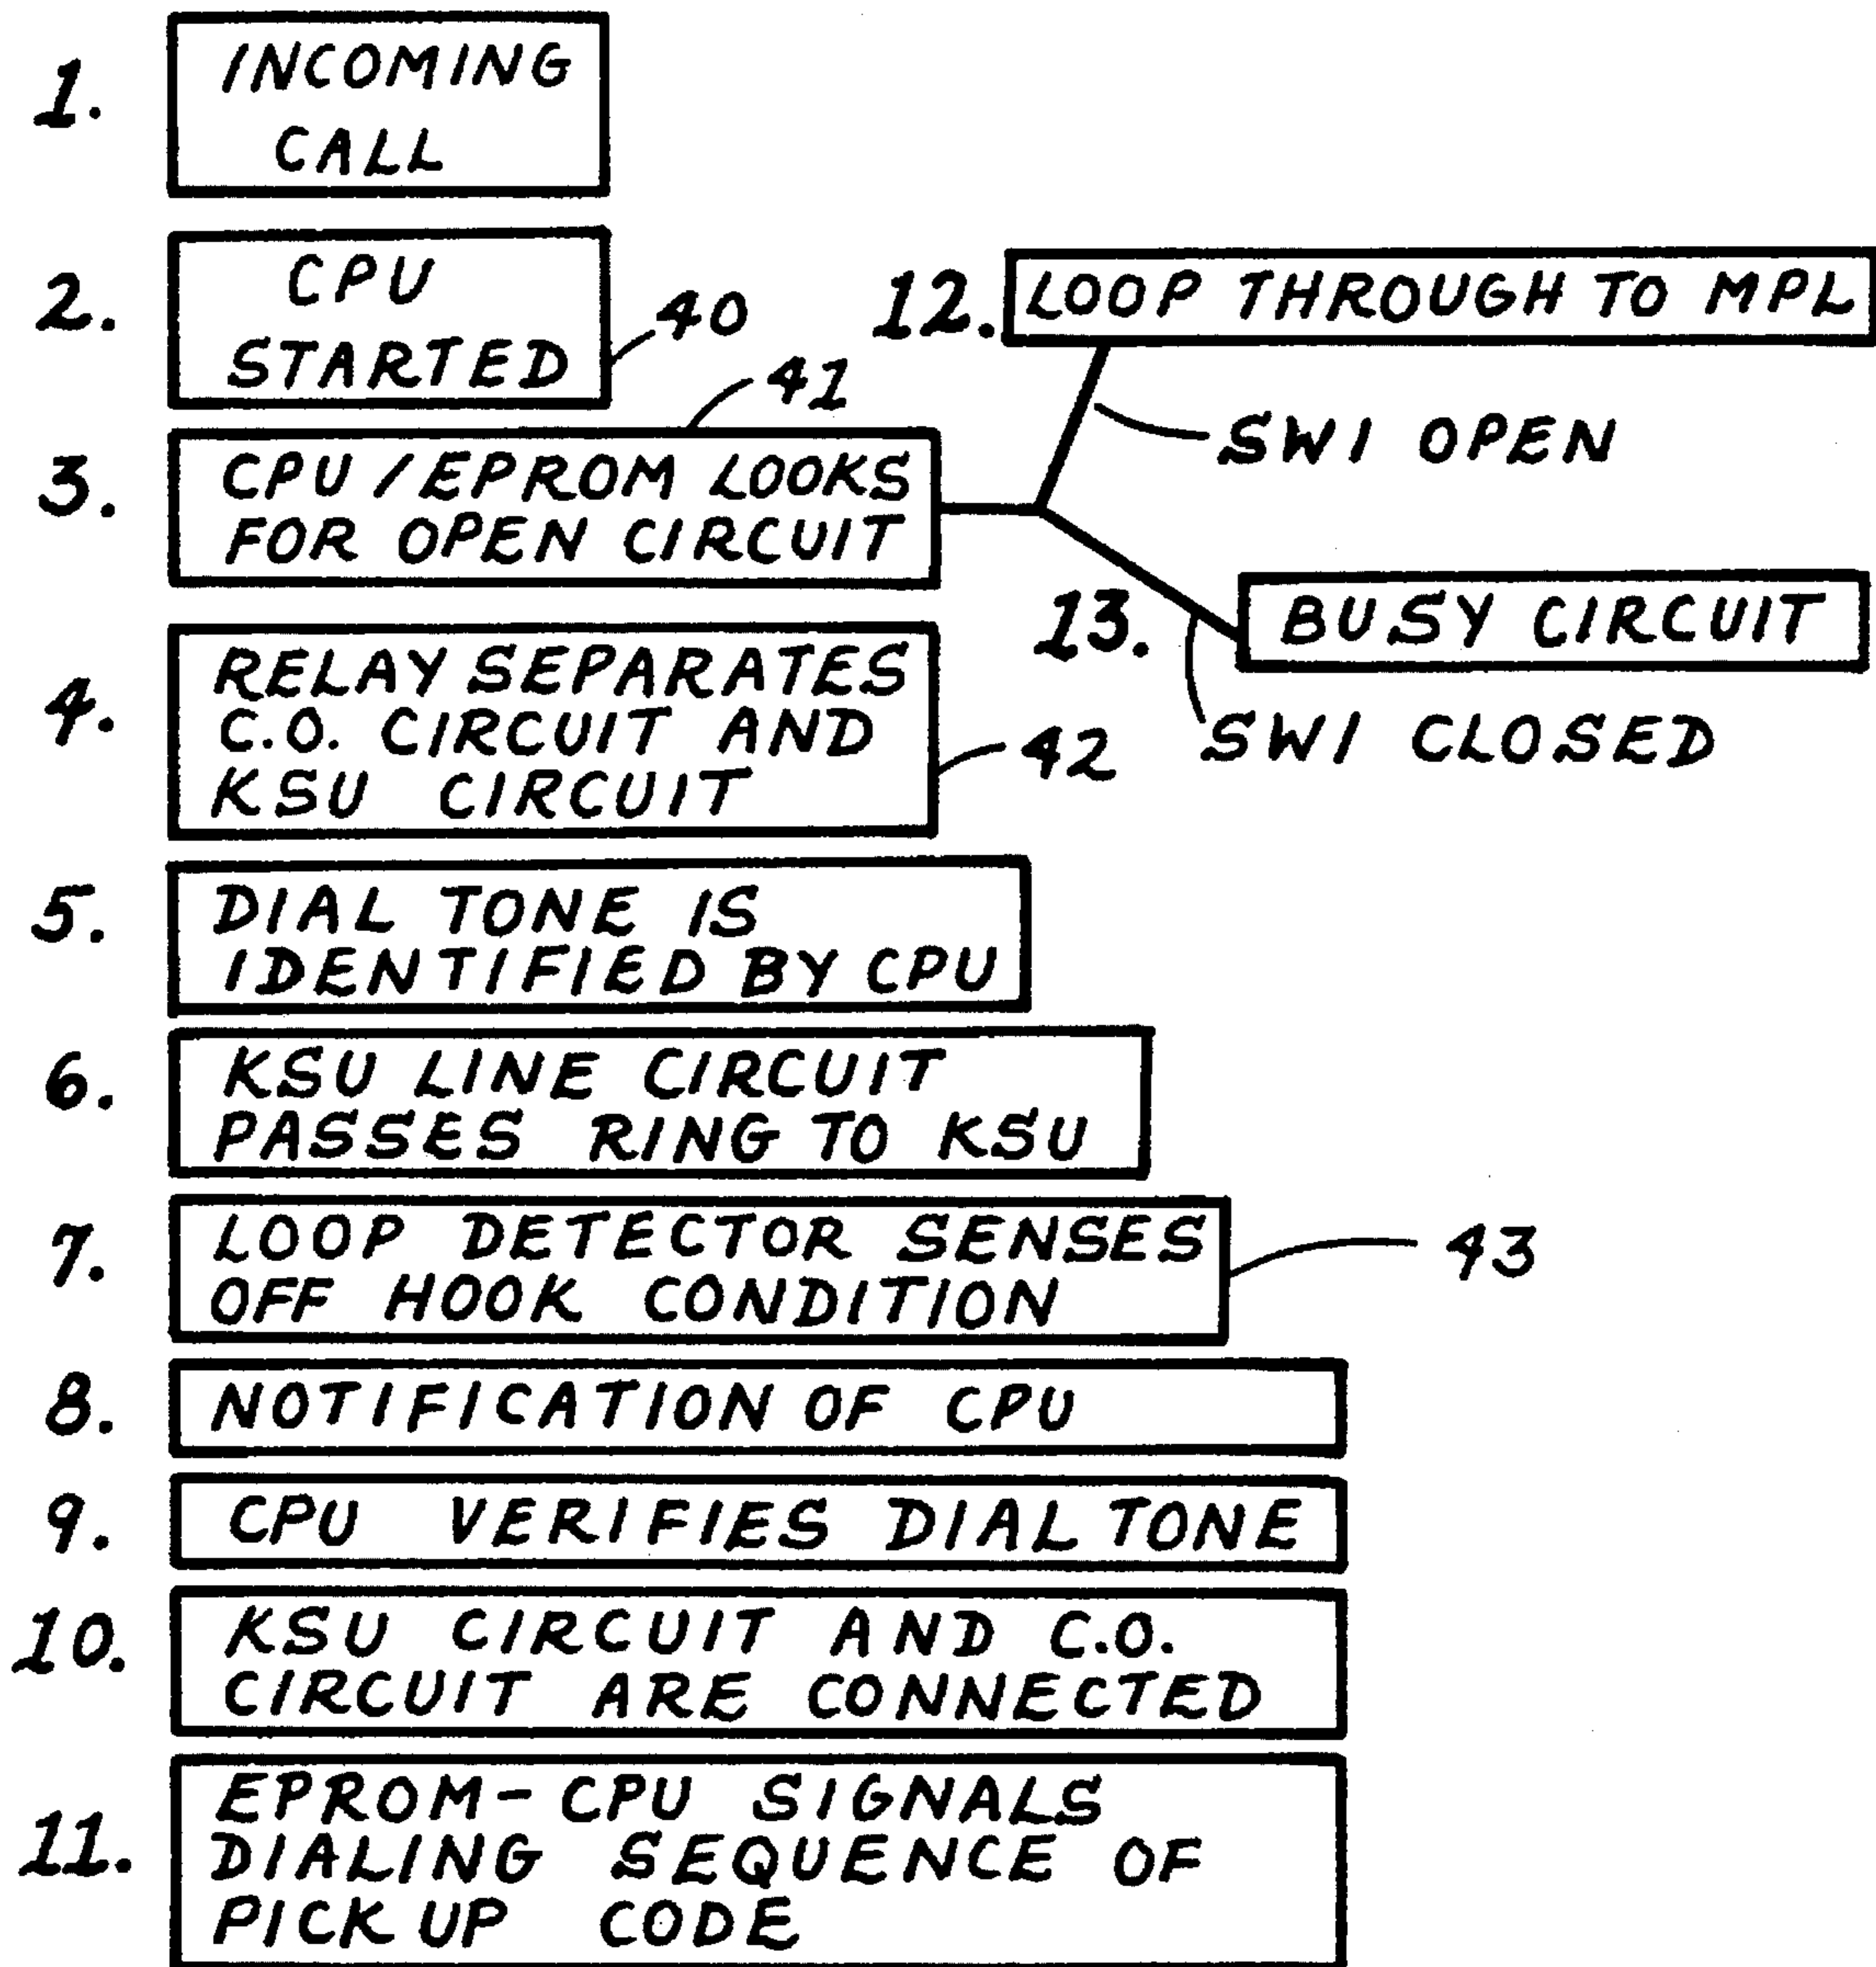 1. INCOMING
CALL
2. CPU
STARTED
40
3. CPU/EPROM LOOKS
FOR OPEN CIRCUIT
41
12. LOOP THROUGH TO MPL
SW1 OPEN
13. BUSY CIRCUIT
SW1 CLOSED
4. RELAY SEPARATES
C.O. CIRCUIT AND
KSU CIRCUIT
42
5. DIAL TONE IS
IDENTIFIED BY CPU
6. KSU LINE CIRCUIT
PASSES RING TO KSU
7. LOOP DETECTOR SENSES
OFF HOOK CONDITION
43
8. NOTIFICATION OF CPU
9. CPU VERIFIES DIAL TONE
10. KSU CIRCUIT AND C.O.
CIRCUIT ARE CONNECTED
11. EPROM-CPU SIGNALS
DIALING SEQUENCE OF
PICK UP CODE